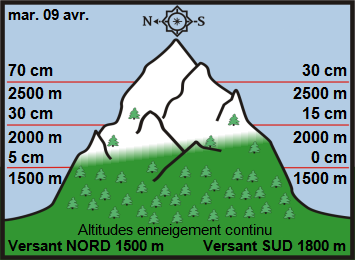 mar. 09 avr.
N S
70 cm 30 cm
2500 m 2500 m
30 cm 15 cm
2000 m 2000 m
5 cm 0 cm
1500 m 1500 m
Altitudes enneigement continu
Versant NORD 1500 m Versant SUD 1800 m